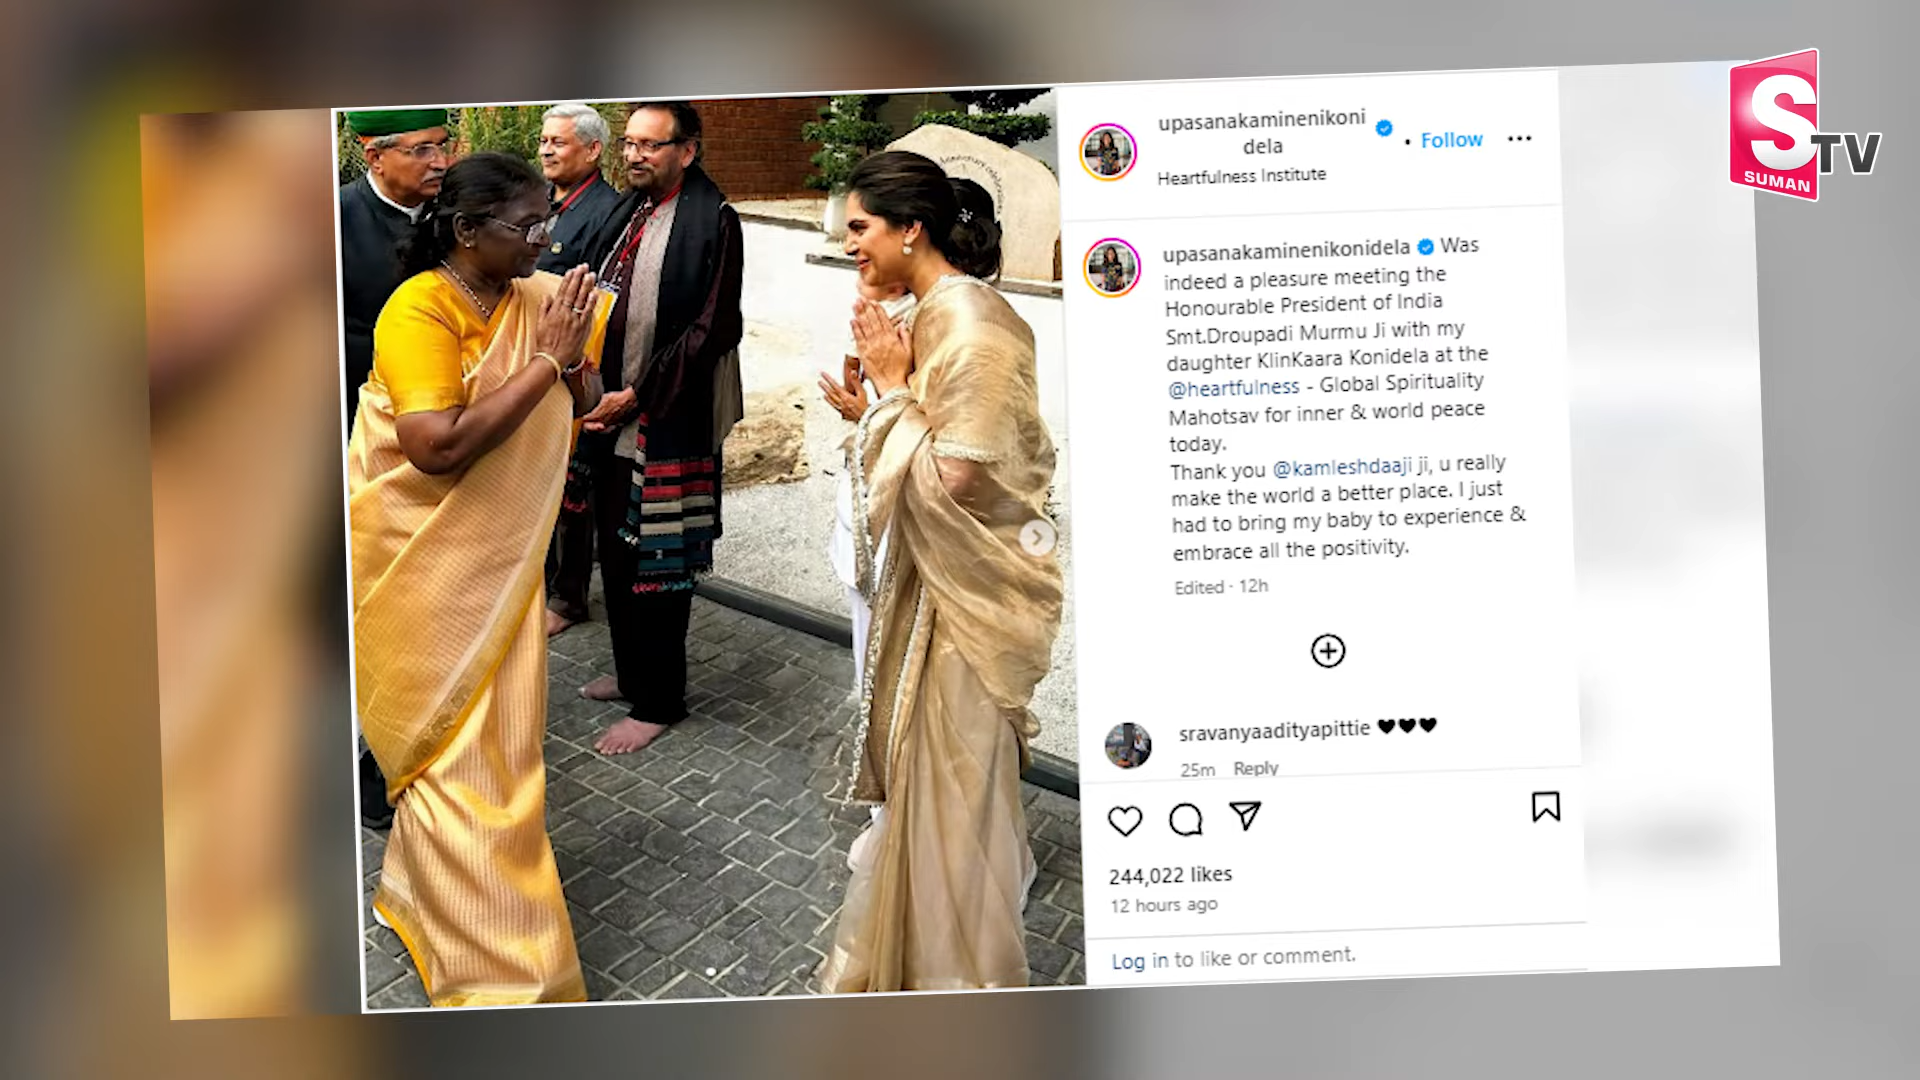 S
TV
SUMAN
Anniversary celebrations
upasanakaminenikoni
dela
• Follow
Heartfulness Institute
upasanakaminenikonidela Was
indeed a pleasure meeting the
Honourable President of India
Smt.Droupadi Murmu Ji with my
daughter KlinKaara Konidela at the
@heartfulness - Global Spirituality
Mahotsav for inner & world peace
today.
Thank you @kamleshdaaji ji, u really
make the world a better place. I just
had to bring my baby to experience &
embrace all the positivity.
Edited · 12h
sravanyaadityapittie 🖤🖤🖤
25m Reply
244,022 likes
12 hours ago
Log in to like or comment.